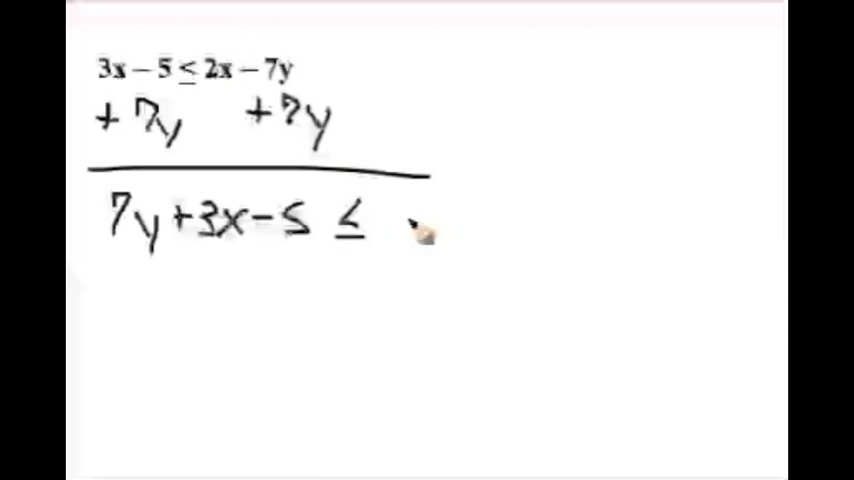 3x – 5 ≤ 2x – 7y
+ 7y +7y
7y+3x-5 ≤